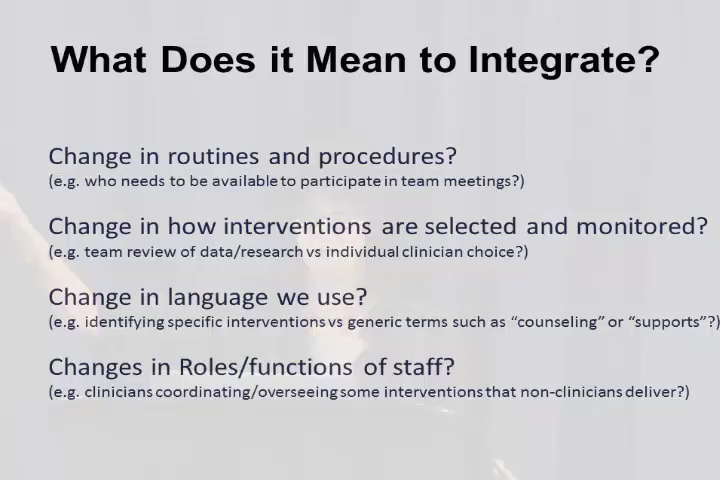 What Does it Mean to Integrate?
Change in routines and procedures?
(e.g. who needs to be available to participate in team meetings?)
Change in how interventions are selected and monitored?
(e.g. team review of data/research vs individual clinician choice?)
Change in language we use?
(e.g. identifying specific interventions vs generic terms such as “counseling” or “supports”?)
Changes in Roles/functions of staff?
(e.g. clinicians coordinating/overseeing some interventions that non-clinicians deliver?)